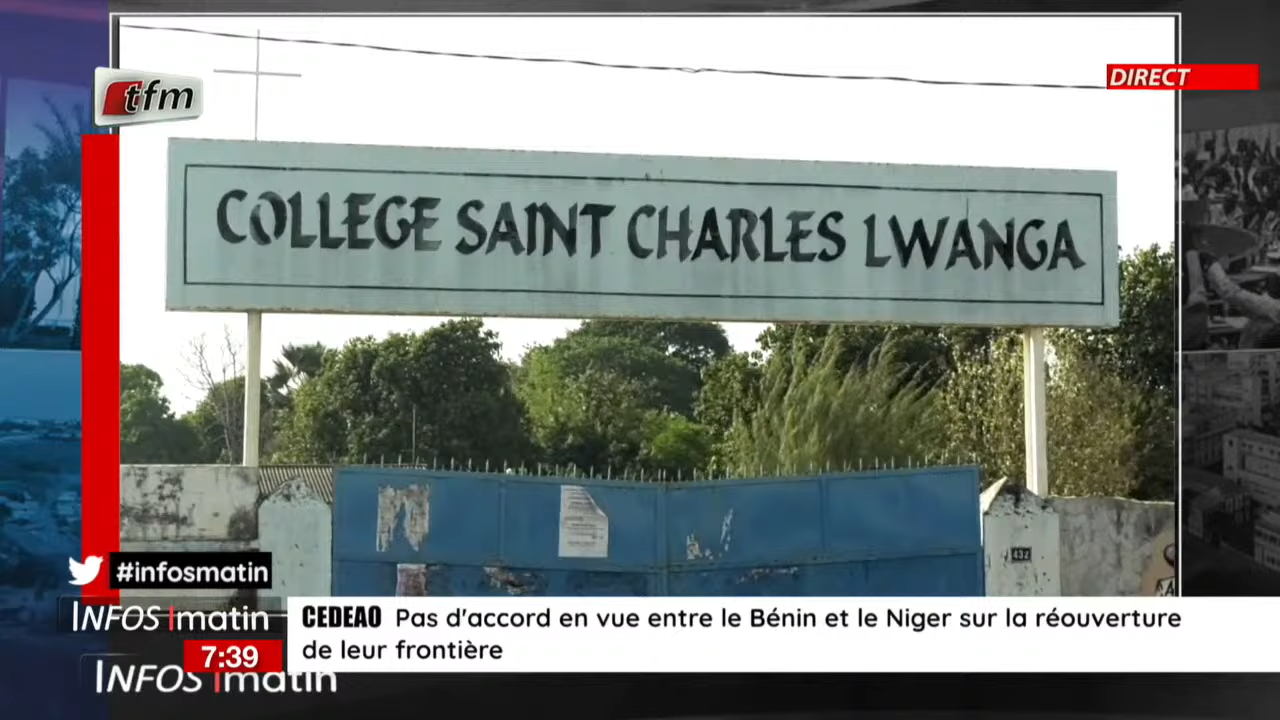 tfm
DIRECT
COLLEGE SAINT CHARLES LWANGA
432
#infosmatin
INFOS matin
7:39
CEDEAO Pas d'accord en vue entre le Bénin et le Niger sur la réouverture
de leur frontière
INFOS matin